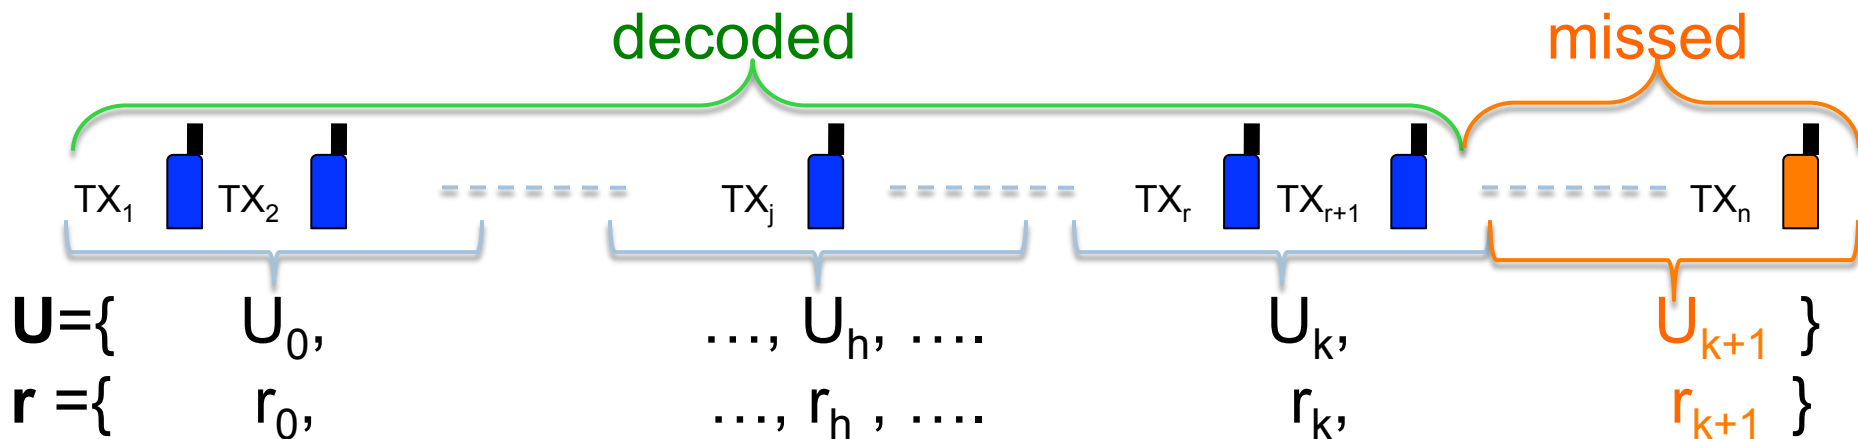 decoded missed
TX₁ TX₂ TXⱼ TXᵣ TXᵣ₊₁ TXₙ
U={ U₀, …, Uₕ, …. Uₖ, Uₖ₊₁ }
r ={ r₀, …, rₕ , …. rₖ, rₖ₊₁ }